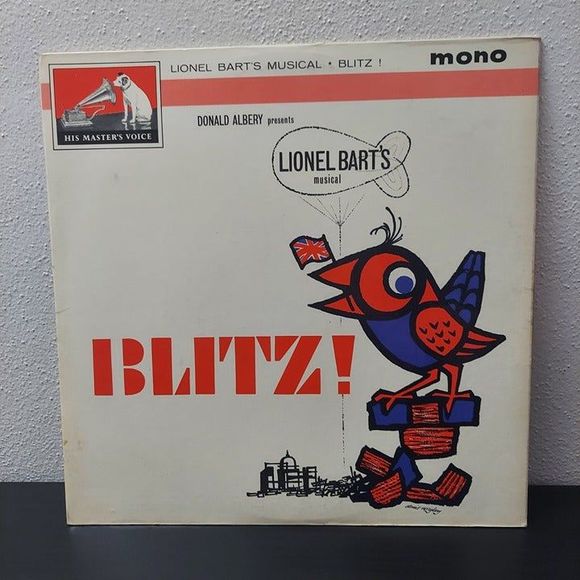 LIONEL BART'S MUSICAL • BLITZ !
mono
HIS MASTER'S VOICE
DONALD ALBERY presents
LIONEL BART'S
musical
BLITZ!